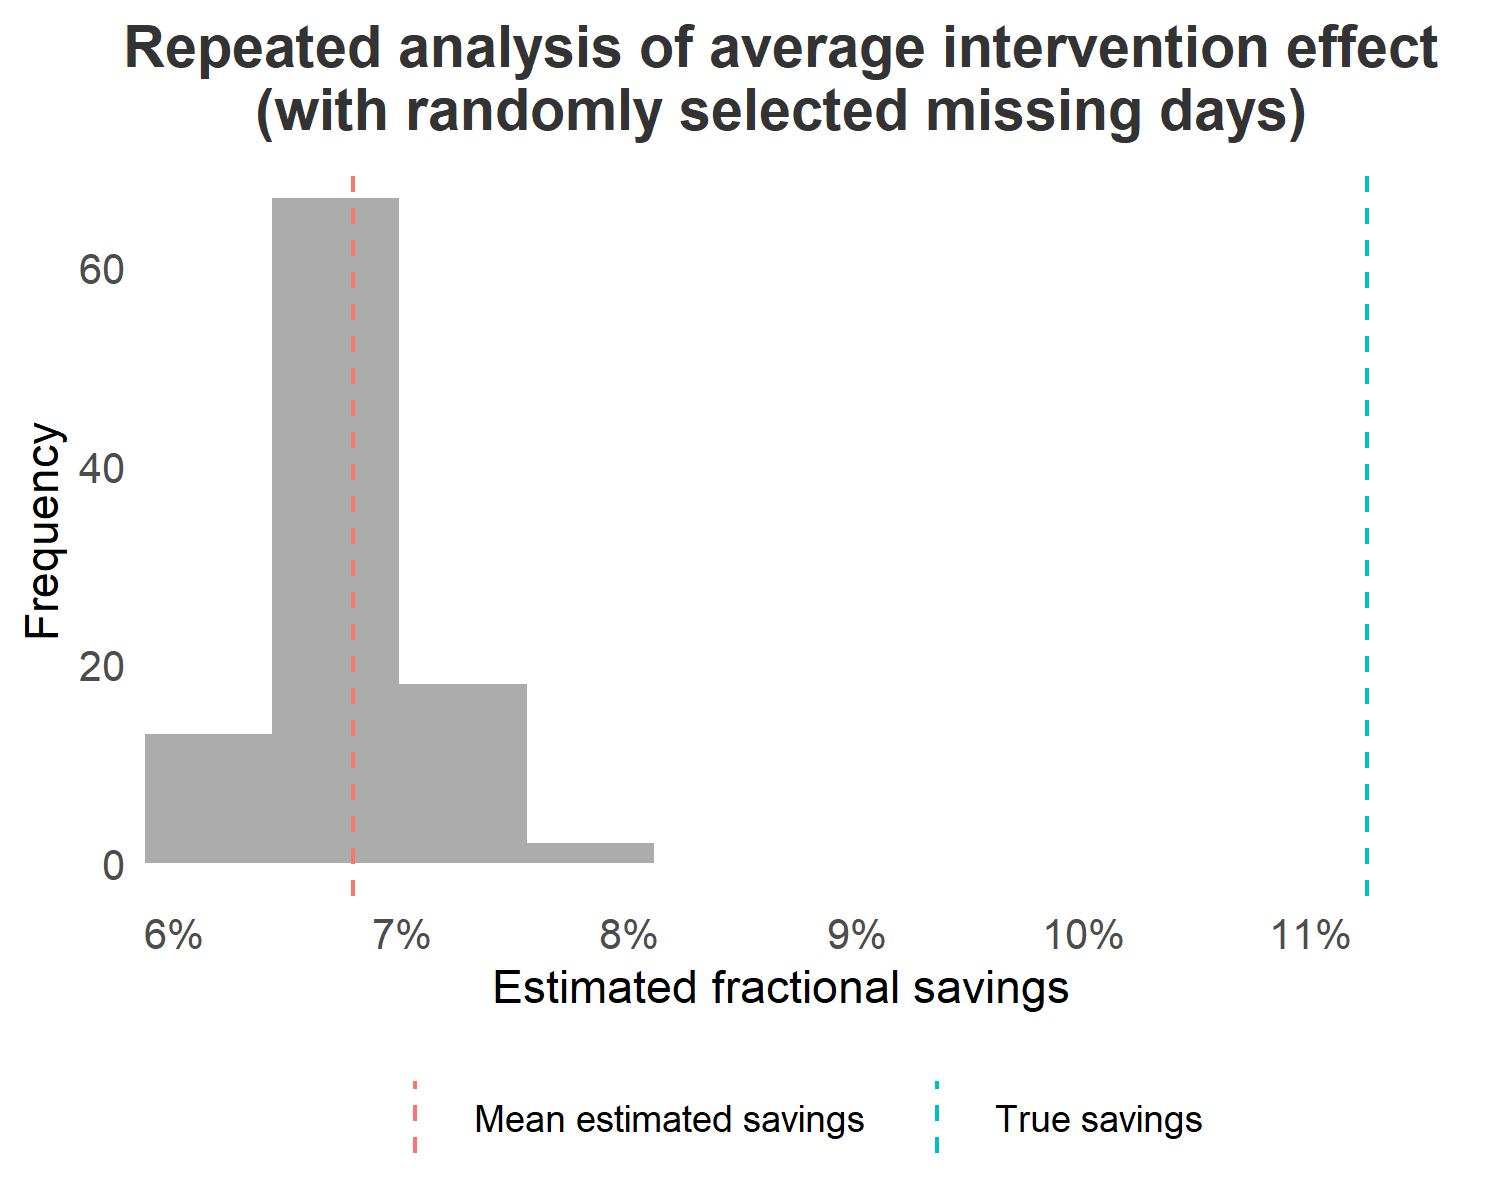 Repeated analysis of average intervention effect
(with randomly selected missing days)
60
40
20
0
Frequency
6% 7% 8% 9% 10% 11%
Estimated fractional savings
Mean estimated savings True savings